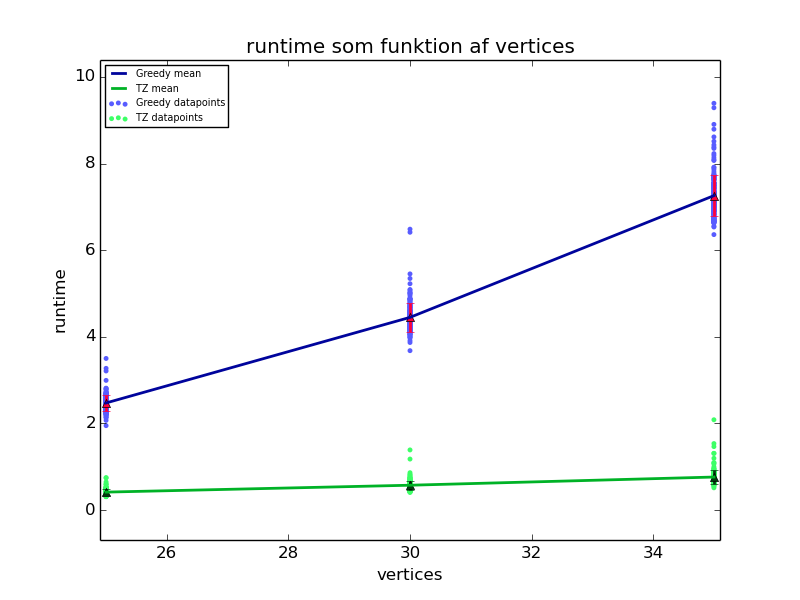 runtime som funktion af vertices
Greedy mean
TZ mean
Greedy datapoints
TZ datapoints
10
8
6
4
2
0
runtime
26 28 30 32 34
vertices